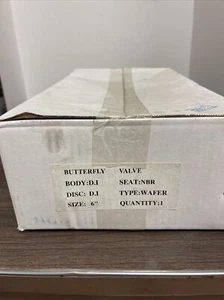 BUTTERFLY VALVE
BODY:D.I SEAT:NBR
DISC: D.I TYPE:WAFER
SIZE: 6" QUANTITY:1